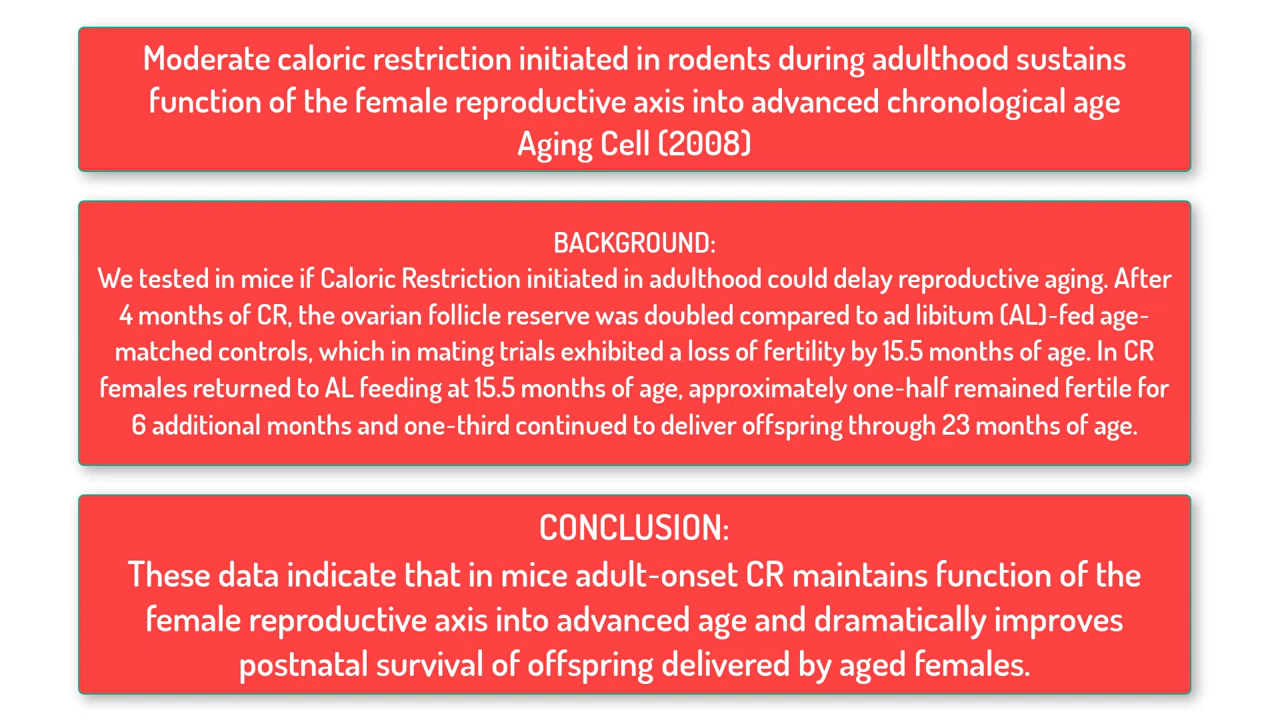 Moderate caloric restriction initiated in rodents during adulthood sustains
function of the female reproductive axis into advanced chronological age
Aging Cell (2008)
BACKGROUND:
We tested in mice if Caloric Restriction initiated in adulthood could delay reproductive aging. After
4 months of CR, the ovarian follicle reserve was doubled compared to ad libitum (AL)-fed age-
matched controls, which in mating trials exhibited a loss of fertility by 15.5 months of age. In CR
females returned to AL feeding at 15.5 months of age, approximately one-half remained fertile for
6 additional months and one-third continued to deliver offspring through 23 months of age.
CONCLUSION:
These data indicate that in mice adult-onset CR maintains function of the
female reproductive axis into advanced age and dramatically improves
postnatal survival of offspring delivered by aged females.